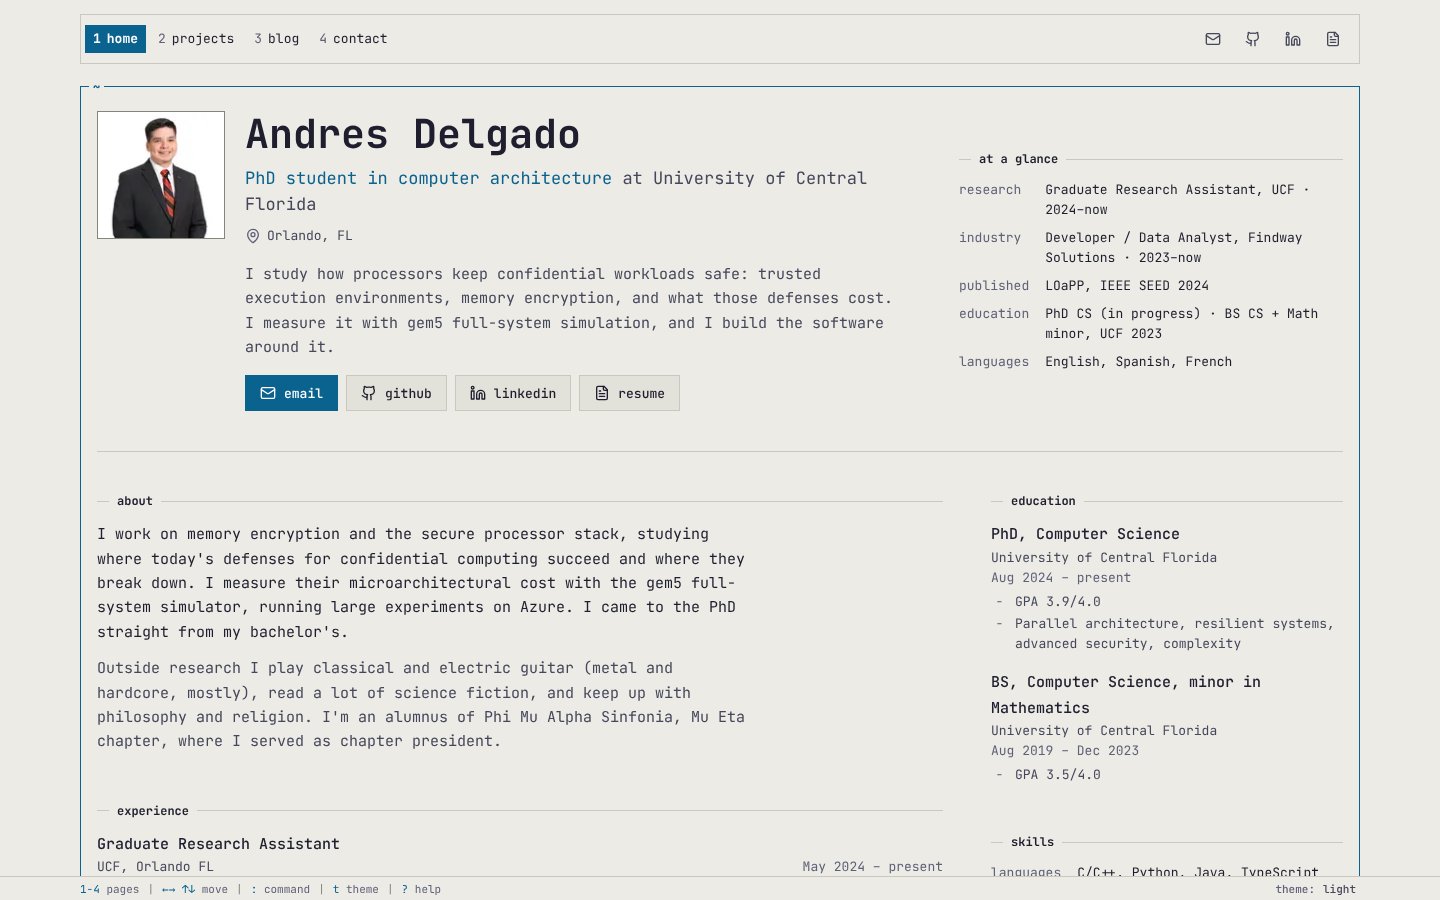 1 home 2 projects 3 blog 4 contact
~
Andres Delgado
PhD student in computer architecture at University of Central
Florida
Orlando, FL
I study how processors keep confidential workloads safe: trusted
execution environments, memory encryption, and what those defenses cost.
I measure it with gem5 full-system simulation, and I build the software
around it.
email github linkedin resume
at a glance
research Graduate Research Assistant, UCF ·
2024–now
industry Developer / Data Analyst, Findway
Solutions · 2023–now
published LOaPP, IEEE SEED 2024
education PhD CS (in progress) · BS CS + Math
minor, UCF 2023
languages English, Spanish, French
about
I work on memory encryption and the secure processor stack, studying
where today's defenses for confidential computing succeed and where they
break down. I measure their microarchitectural cost with the gem5 full-
system simulator, running large experiments on Azure. I came to the PhD
straight from my bachelor's.
Outside research I play classical and electric guitar (metal and
hardcore, mostly), read a lot of science fiction, and keep up with
philosophy and religion. I'm an alumnus of Phi Mu Alpha Sinfonia, Mu Eta
chapter, where I served as chapter president.
experience
Graduate Research Assistant
UCF, Orlando FL May 2024 – present
education
PhD, Computer Science
University of Central Florida
Aug 2024 – present
- GPA 3.9/4.0
- Parallel architecture, resilient systems,
advanced security, complexity
BS, Computer Science, minor in
Mathematics
University of Central Florida
Aug 2019 – Dec 2023
- GPA 3.5/4.0
skills
languages C/C++, Python, Java, TypeScript
1-4 pages | ←→ ↑↓ move | : command | t theme | ? help
theme: light